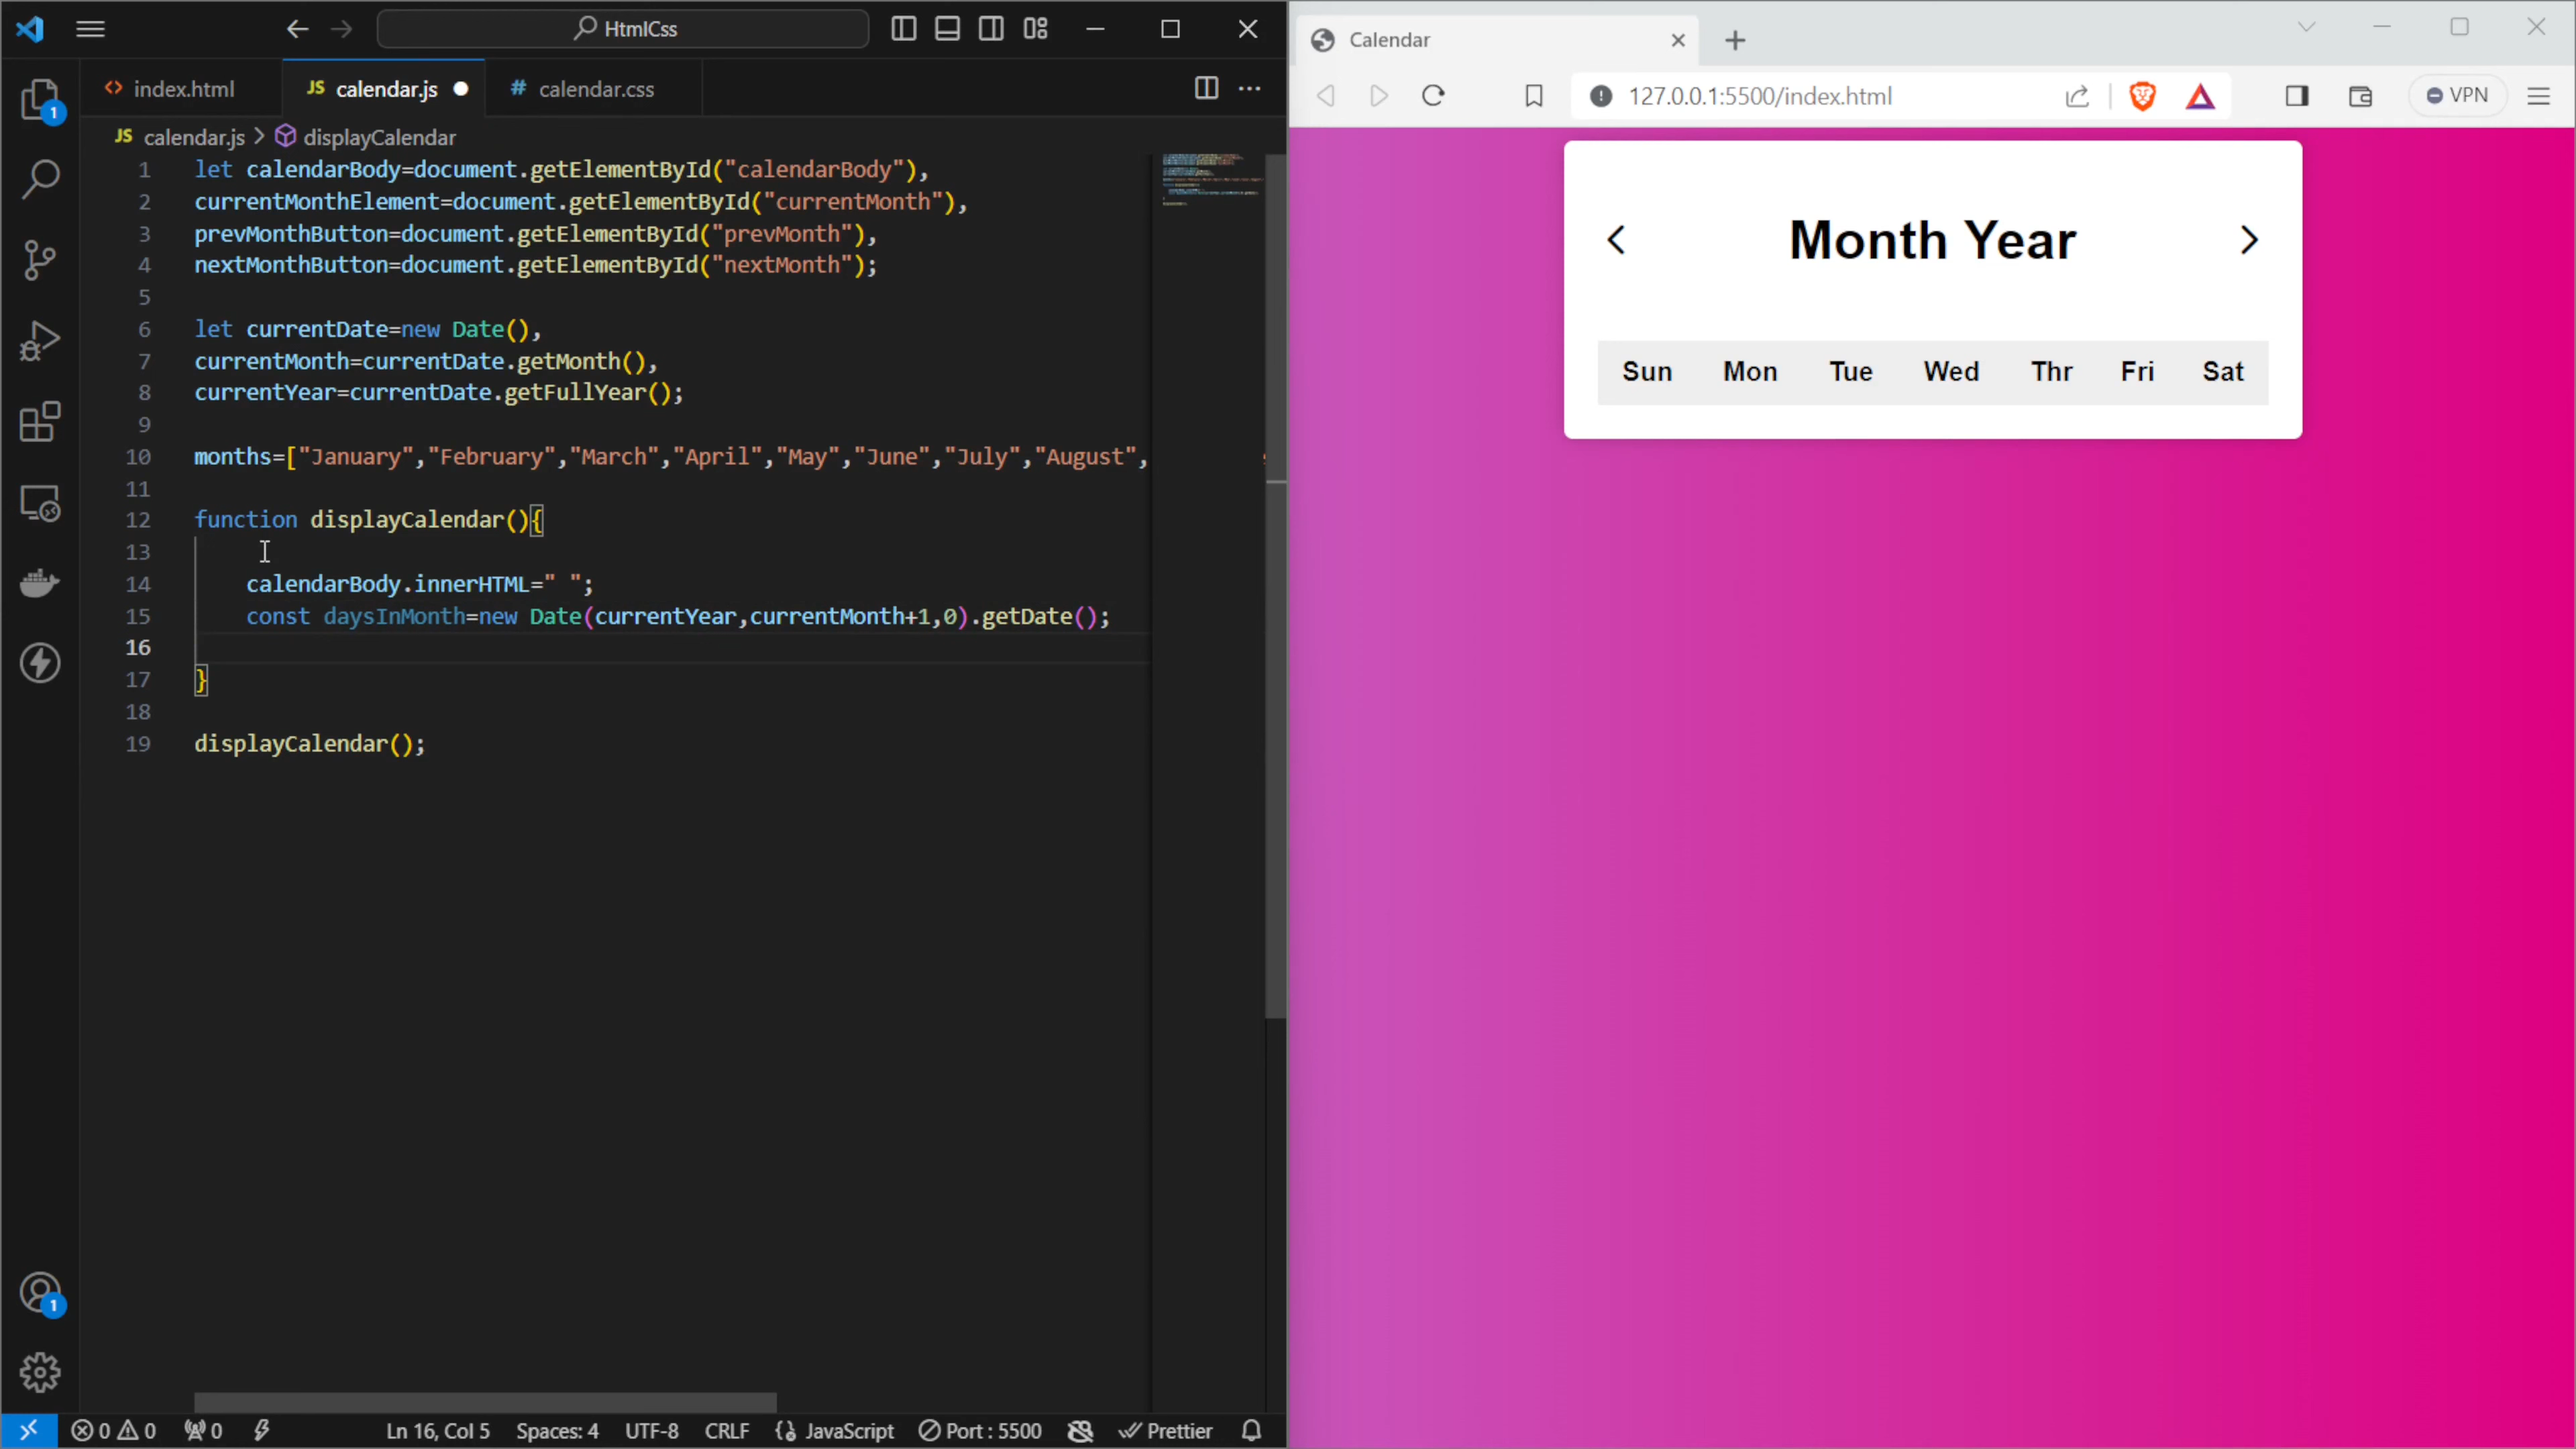 HtmlCss
index.html
JS calendar.js
# calendar.css
JS calendar.js > displayCalendar
1 let calendarBody=document.getElementById("calendarBody"),
2 currentMonthElement=document.getElementById("currentMonth"),
3 prevMonthButton=document.getElementById("prevMonth"),
4 nextMonthButton=document.getElementById("nextMonth");
5
6 let currentDate=new Date(),
7 currentMonth=currentDate.getMonth(),
8 currentYear=currentDate.getFullYear();
9
10 months=["January","February","March","April","May","June","July","August",
11
12 function displayCalendar(){
13
14 calendarBody.innerHTML=" ";
15 const daysInMonth=new Date(currentYear,currentMonth+1,0).getDate();
16
17 }
18
19 displayCalendar();
1
1
0 0 0 Ln 16, Col 5 Spaces: 4 UTF-8 CRLF JavaScript Port : 5500 Prettier
Calendar
127.0.0.1:5500/index.html
VPN
Month Year
Sun Mon Tue Wed Thr Fri Sat